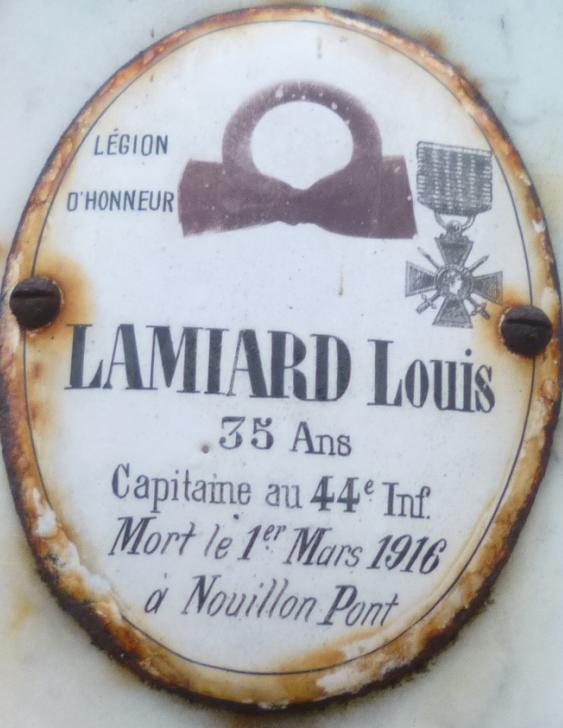 LÉGION
D'HONNEUR
LAMIARD Louis
35 Ans
Capitaine au 44e Inf.
Mort le 1er Mars 1916
à Nouillon Pont